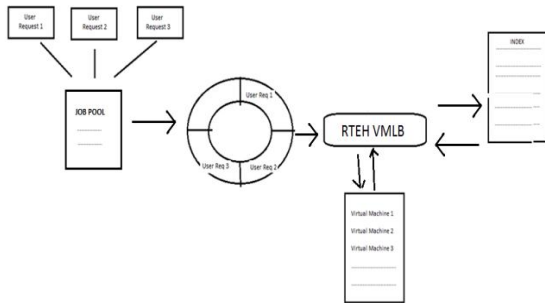 User
Request 1
User
Request 2
User
Request 3
JOB POOL
User Req 1
User Req 3
User Req 2
RTEH VMLB
INDEX
Virtual Machine 1
Virtual Machine 2
Virtual Machine 3